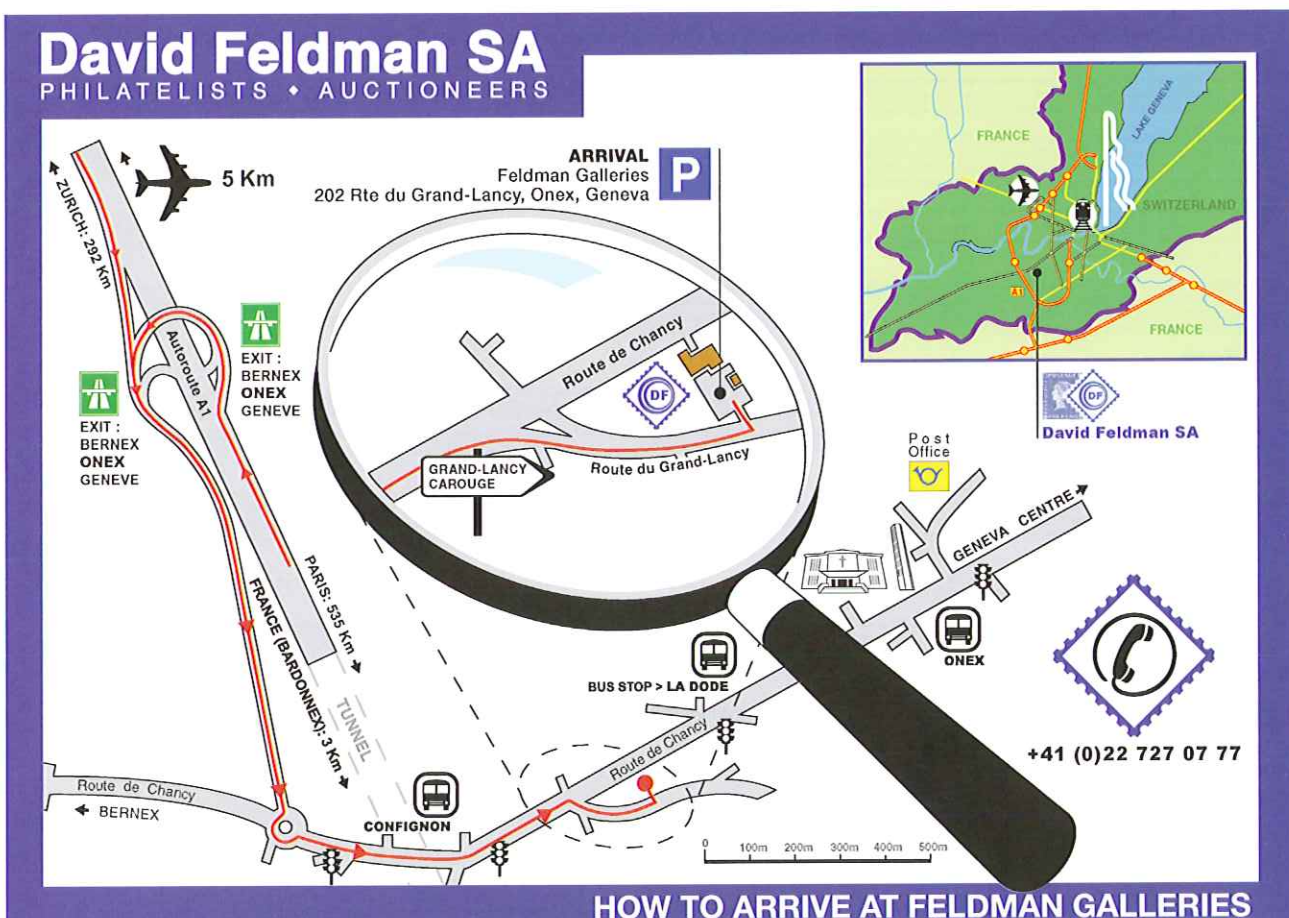 David Feldman SA
PHILATELISTS • AUCTIONEERS
ARRIVAL
Feldman Galleries
202 Rte du Grand-Lancy, Onex, Geneva
P
5 Km
ZURICH: 292 Km
Autoroute A1
EXIT :
BERNEX
ONEX
GENEVE
EXIT :
BERNEX
ONEX
GENEVE
PARIS: 535 Km
FRANCE (BARDONNEX): 3 Km
TUNNEL
Route de Chancy
DF
Route du Grand-Lancy
GRAND-LANCY
CAROUGE
FRANCE
LAKE GENEVA
SWITZERLAND
A1
FRANCE
DF
David Feldman SA
Post
Office
GENEVA CENTRE
ONEX
BUS STOP > LA DODE
Route de Chancy
+41 (0)22 727 07 77
Route de Chancy
BERNEX
CONFIGNON
0 100m 200m 300m 400m 500m
HOW TO ARRIVE AT FELDMAN GALLERIES